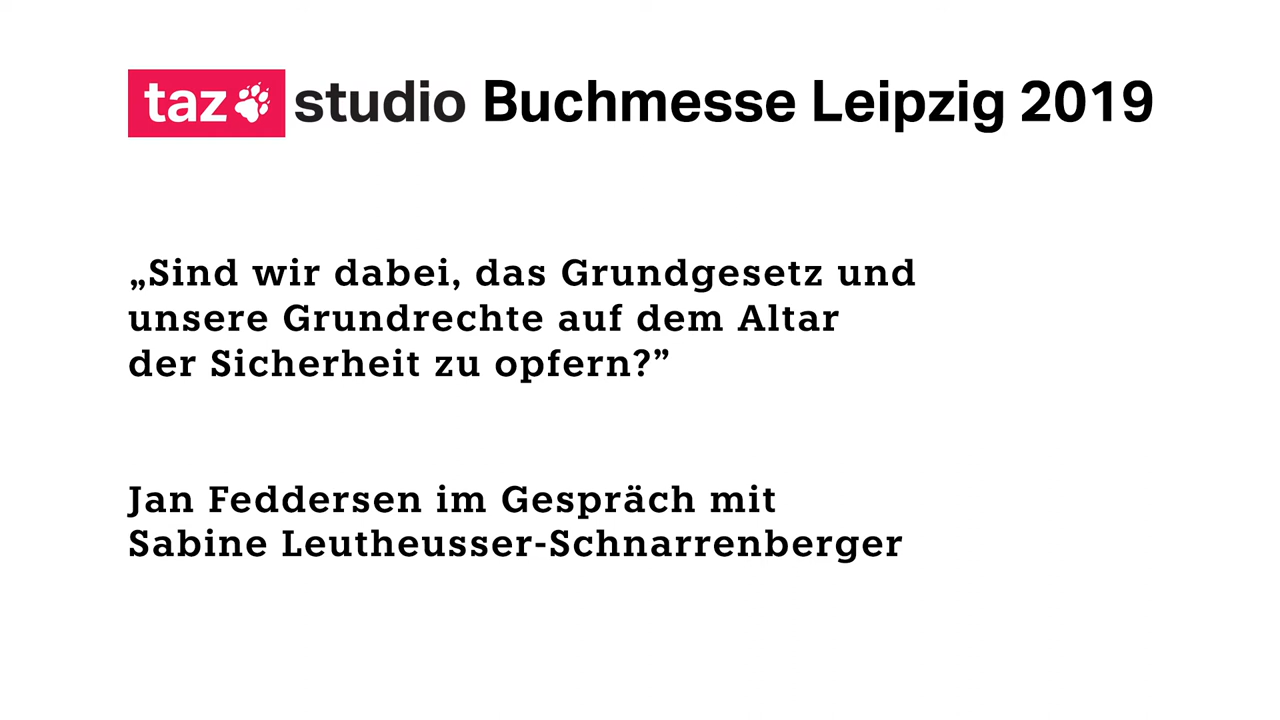 taz studio Buchmesse Leipzig 2019
„Sind wir dabei, das Grundgesetz und
unsere Grundrechte auf dem Altar
der Sicherheit zu opfern?”
Jan Feddersen im Gespräch mit
Sabine Leutheusser-Schnarrenberger